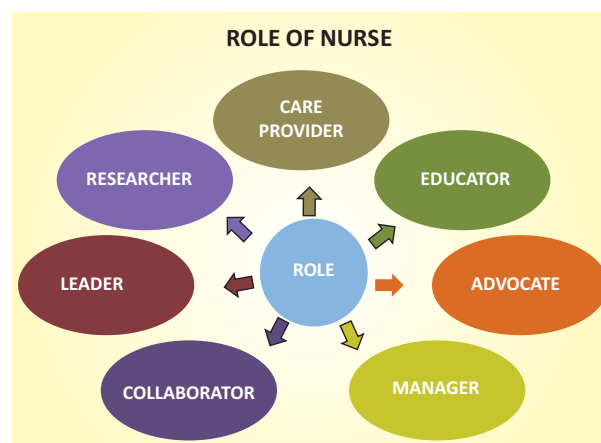 ROLE OF NURSE
CARE
PROVIDER
RESEARCHER
EDUCATOR
ROLE
LEADER
ADVOCATE
COLLABORATOR
MANAGER